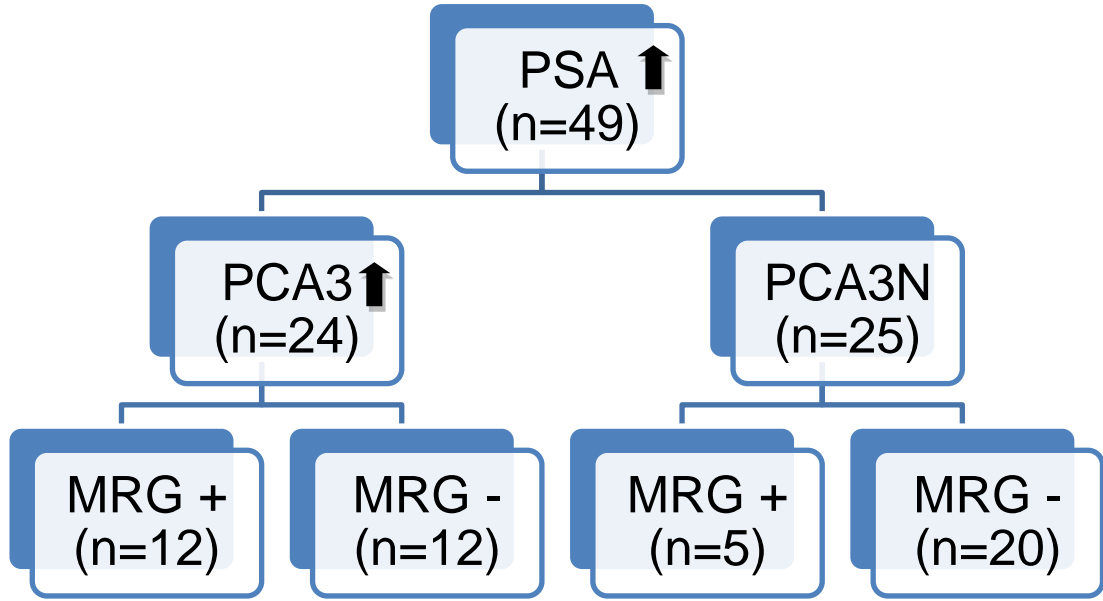 PSA
(n=49)
PCA3
(n=24)
PCA3N
(n=25)
MRG +
(n=12)
MRG -
(n=12)
MRG +
(n=5)
MRG -
(n=20)